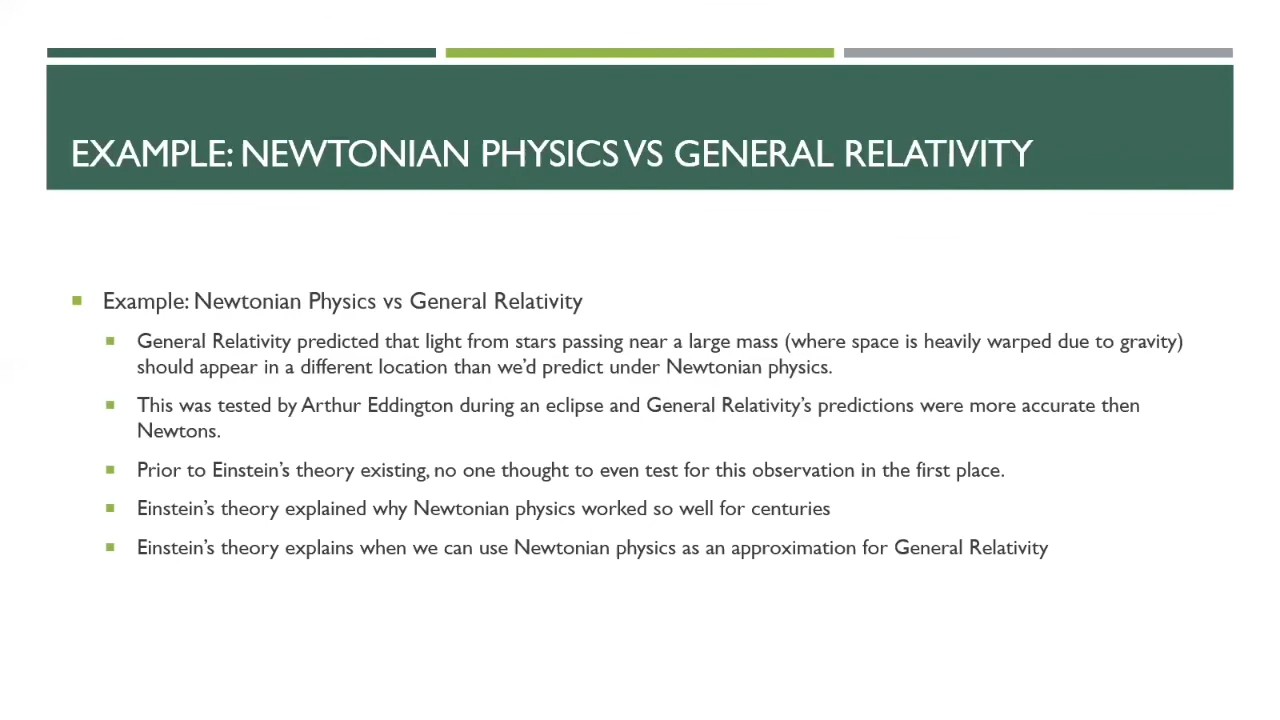 EXAMPLE: NEWTONIAN PHYSICS VS GENERAL RELATIVITY
Example: Newtonian Physics vs General Relativity
General Relativity predicted that light from stars passing near a large mass (where space is heavily warped due to gravity)
should appear in a different location than we’d predict under Newtonian physics.
This was tested by Arthur Eddington during an eclipse and General Relativity’s predictions were more accurate then
Newtons.
Prior to Einstein’s theory existing, no one thought to even test for this observation in the first place.
Einstein’s theory explained why Newtonian physics worked so well for centuries
Einstein’s theory explains when we can use Newtonian physics as an approximation for General Relativity